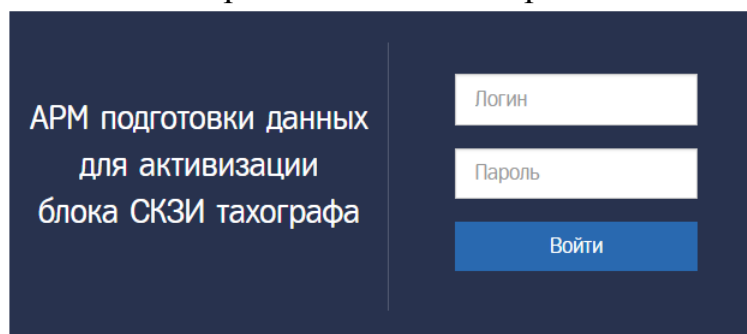 АРМ подготовки данных
для активизации
блока СКЗИ тахографа
Логин
Пароль
Войти